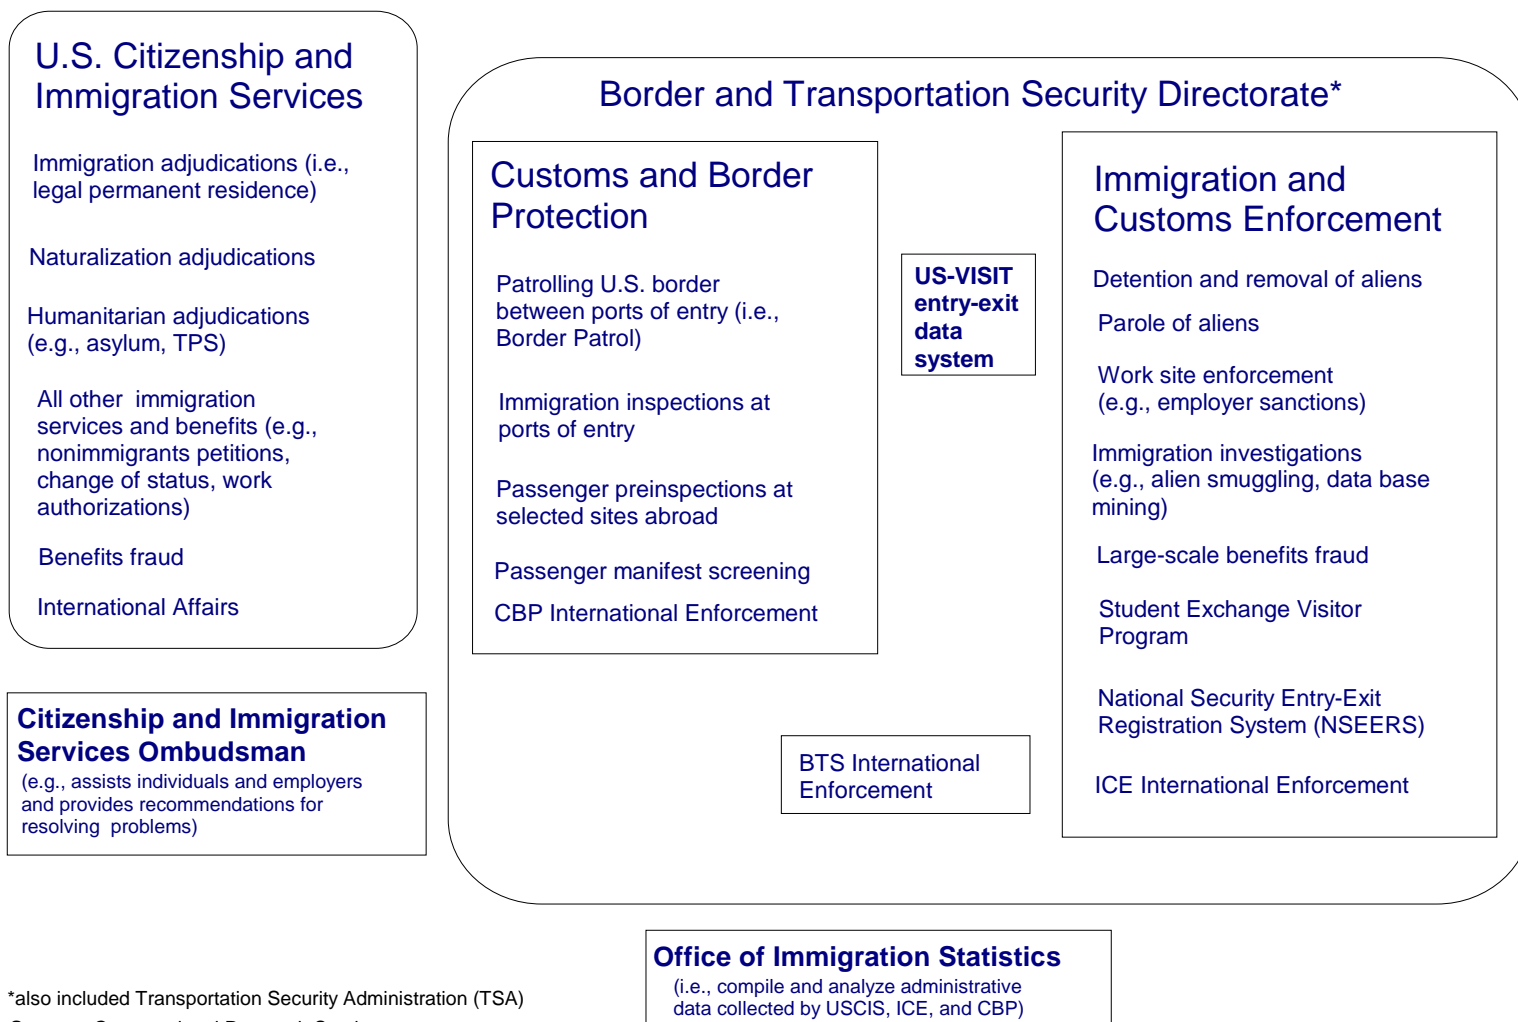 U.S. Citizenship and
Immigration Services
Immigration adjudications (i.e.,
legal permanent residence)
Naturalization adjudications
Humanitarian adjudications
(e.g., asylum, TPS)
All other immigration
services and benefits (e.g.,
nonimmigrants petitions,
change of status, work
authorizations)
Benefits fraud
International Affairs
Citizenship and Immigration
Services Ombudsman
(e.g., assists individuals and employers
and provides recommendations for
resolving problems)
Border and Transportation Security Directorate*
Customs and Border
Protection
Patrolling U.S. border
between ports of entry (i.e.,
Border Patrol)
Immigration inspections at
ports of entry
Passenger preinspections at
selected sites abroad
Passenger manifest screening
CBP International Enforcement
US-VISIT
entry-exit
data
system
BTS International
Enforcement
Immigration and
Customs Enforcement
Detention and removal of aliens
Parole of aliens
Work site enforcement
(e.g., employer sanctions)
Immigration investigations
(e.g., alien smuggling, data base
mining)
Large-scale benefits fraud
Student Exchange Visitor
Program
National Security Entry-Exit
Registration System (NSEERS)
ICE International Enforcement
Office of Immigration Statistics
(i.e., compile and analyze administrative
data collected by USCIS, ICE, and CBP)
*also included Transportation Security Administration (TSA)